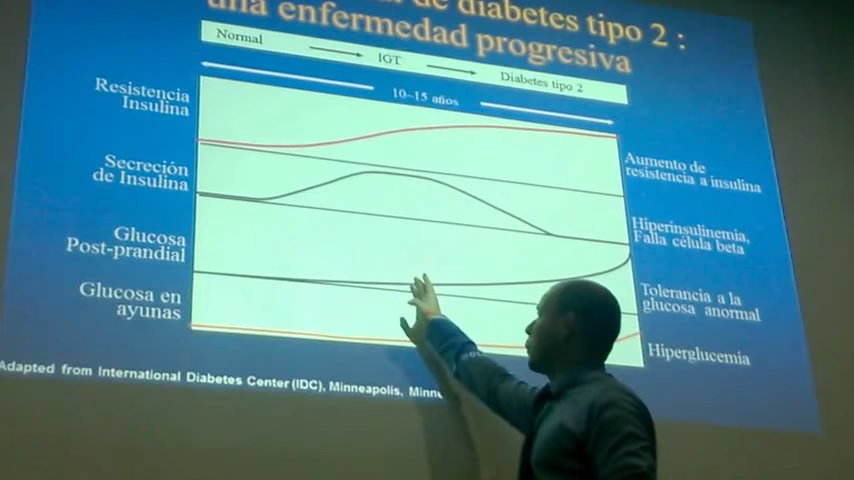 de diabetes tipo 2 :
una enfermedad progresiva
Normal
IGT
Diabetes tipo 2
10–15 años
Resistencia
Insulina
Secreción
de Insulina
Glucosa
Post-prandial
Glucosa en
ayunas
Aumento de
resistencia a insulina
Hiperinsulinemia,
Falla célula beta
Tolerancia a la
glucosa anormal
Hiperglucemia
Adapted from International Diabetes Center (IDC), Minneapolis,